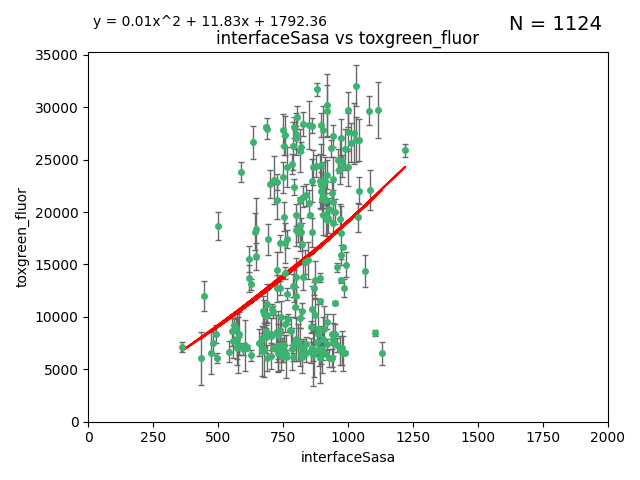 y = 0.01x^2 + 11.83x + 1792.36
N = 1124
interfaceSasa vs toxgreen_fluor
35000
30000
25000
20000
15000
10000
5000
0
toxgreen_fluor
0 250 500 750 1000 1250 1500 1750 2000
interfaceSasa